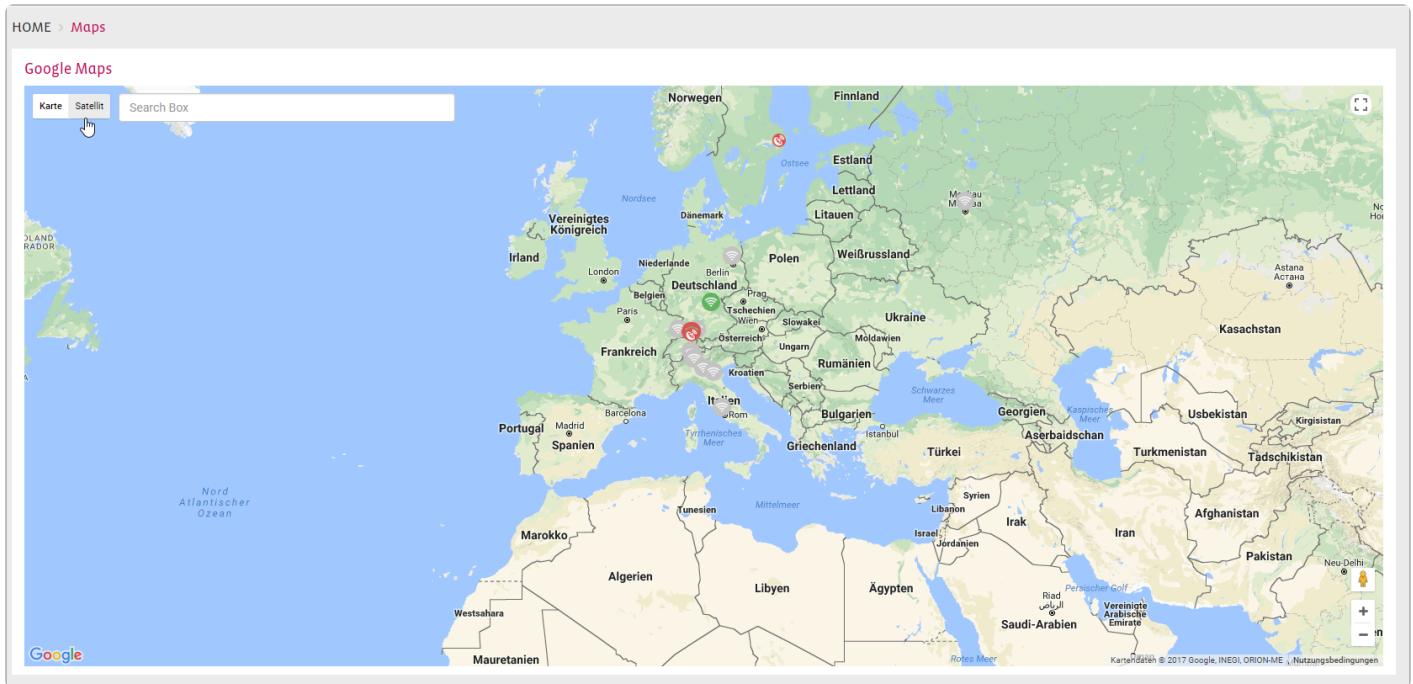 HOME > Maps
Google Maps
Karte Satellit Search Box
Norwegen
Finnland
Ostsee
Estland
Lettland
Litauen
Nordsee
Dänemark
Vereinigtes
Königreich
Irland
London
Niederlande
Berlin
Polen
Weißrussland
Astana
Астана
Deutschland
Belgien
Prag
Tschechien
Paris
Wien
Slowakei
Ukraine
Kasachstan
Österreich
Ungarn
Moldawien
Frankreich
Rumänien
Kroatien
Serbien
Schwarzes
Meer
Italien
Rom
Barcelona
Bulgarien
Georgien
Kaspisches
Meer
Usbekistan
Kirgisistan
Portugal
Madrid
Spanien
Tyrrhenisches
Meer
Griechenland
Istanbul
Türkei
Aserbaidschan
Turkmenistan
Tadschikistan
Nord
Atlantischer
Ozean
Tunesien
Mittelmeer
Syrien
Libanon
Irak
Iran
Afghanistan
Marokko
Israel
Jordanien
Pakistan
Neu-Delhi
Algerien
Libyen
Ägypten
Persischer Golf
Riad
الرياض
Saudi-Arabien
Vereinigte
Arabische
Emirate
Westsahara
Mauretanien
Rotes Meer
Google
Kartendaten © 2017 Google, INEGI, ORION-ME
Nutzungsbedingungen